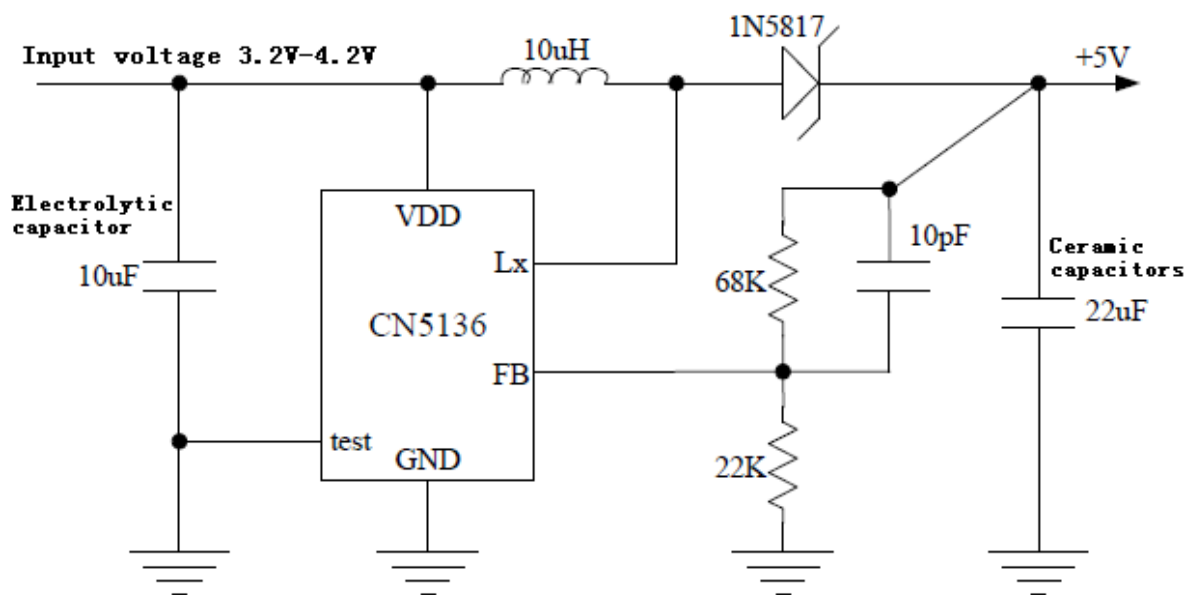 1N5817
Input voltage 3.2V-4.2V
10uH
+5V
Electrolytic
capacitor
10uF
VDD
Lx
CN5136
FB
test
GND
68K
10pF
22K
Ceramic
capacitors
22uF